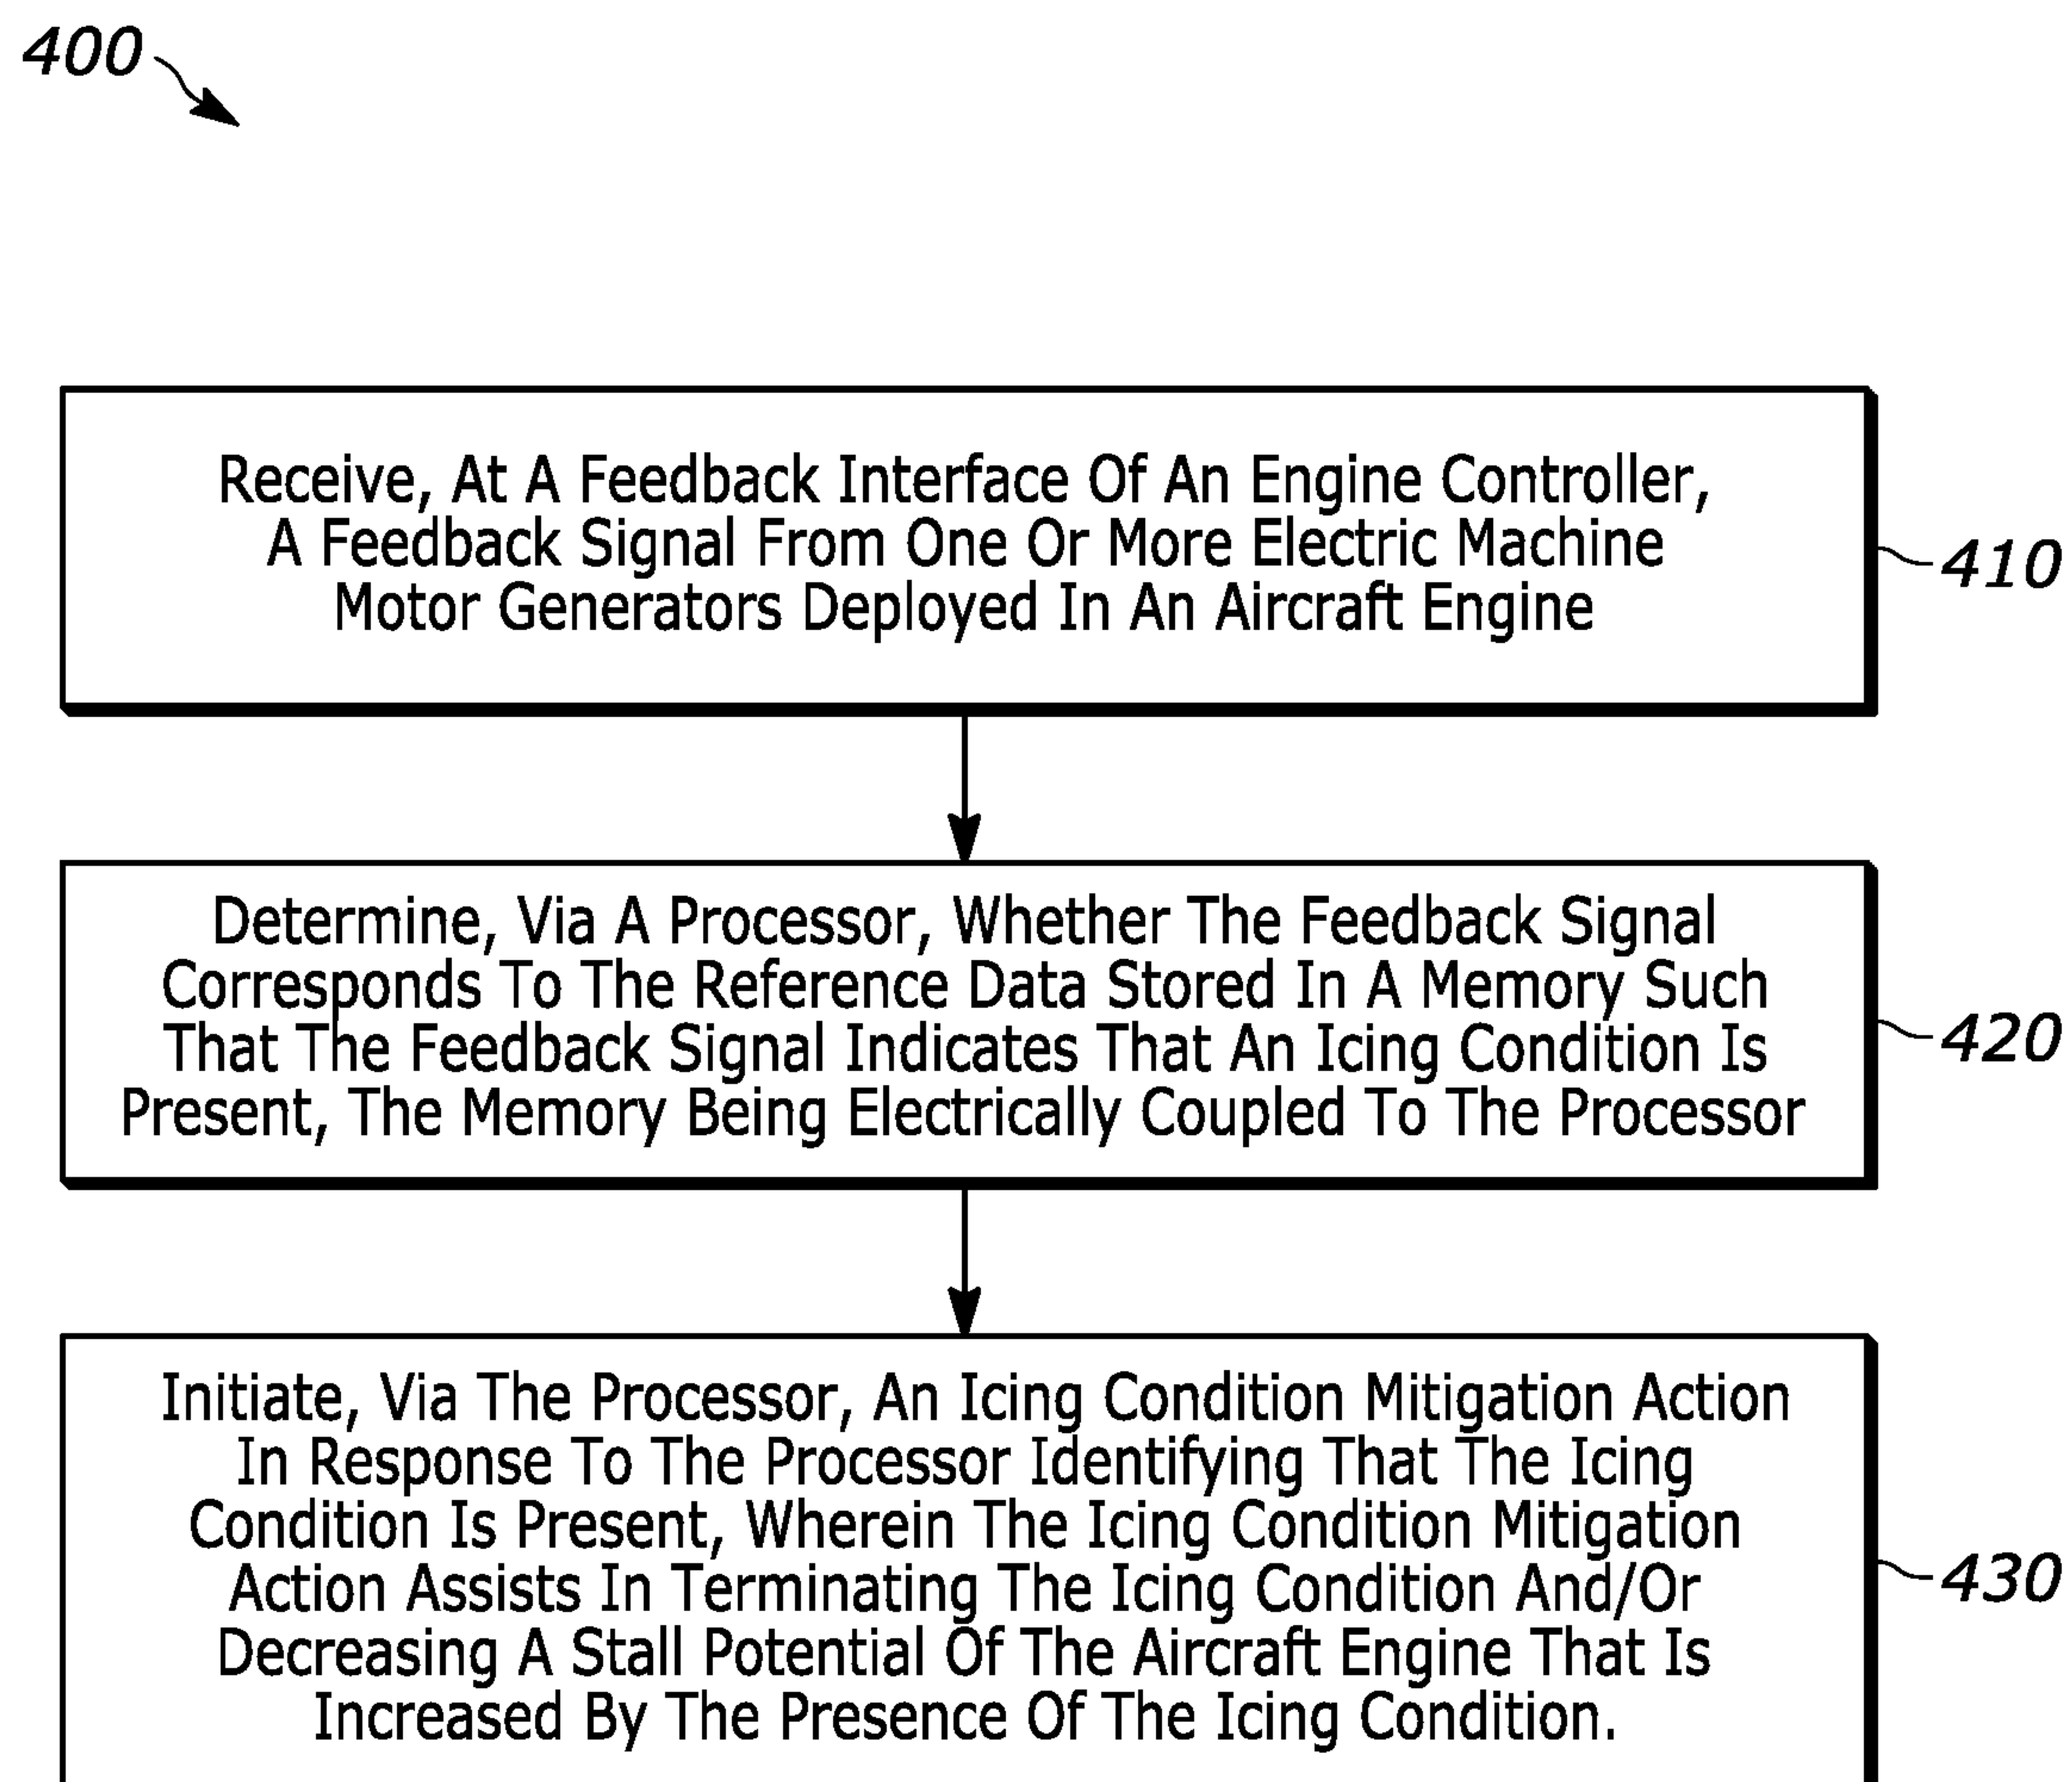 400
Receive, At A Feedback Interface Of An Engine Controller,
A Feedback Signal From One Or More Electric Machine
Motor Generators Deployed In An Aircraft Engine
410
Determine, Via A Processor, Whether The Feedback Signal
Corresponds To The Reference Data Stored In A Memory Such
That The Feedback Signal Indicates That An Icing Condition Is
Present, The Memory Being Electrically Coupled To The Processor
420
Initiate, Via The Processor, An Icing Condition Mitigation Action
In Response To The Processor Identifying That The Icing
Condition Is Present, Wherein The Icing Condition Mitigation
Action Assists In Terminating The Icing Condition And/Or
Decreasing A Stall Potential Of The Aircraft Engine That Is
Increased By The Presence Of The Icing Condition.
430